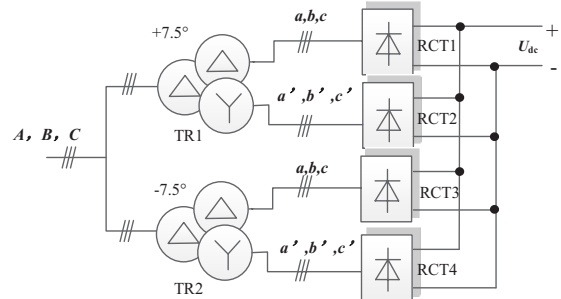 a,b,c
+7.5°
RCT1
+
U_dc
-
a’,b’,c’
RCT2
A，B，C
TR1
a,b,c
-7.5°
RCT3
a’,b’,c’
RCT4
TR2